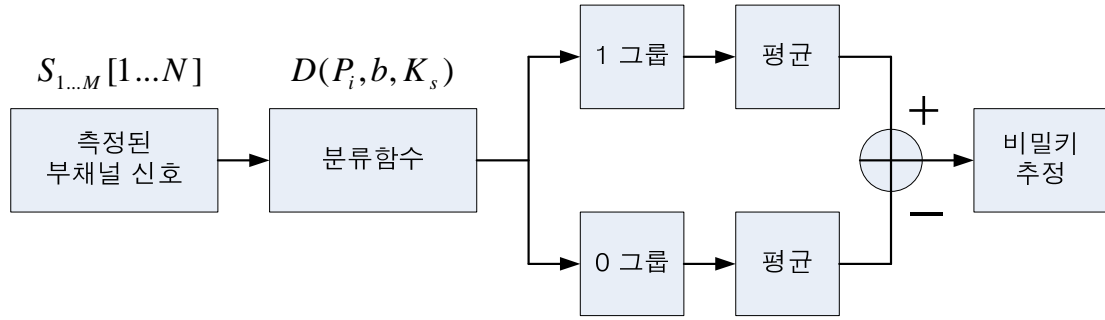 S_{1...M}[1...N]
측정된
부채널 신호
D(P_i, b, K_s)
분류함수
1 그룹
평균
0 그룹
평균
+
−
비밀키
추정